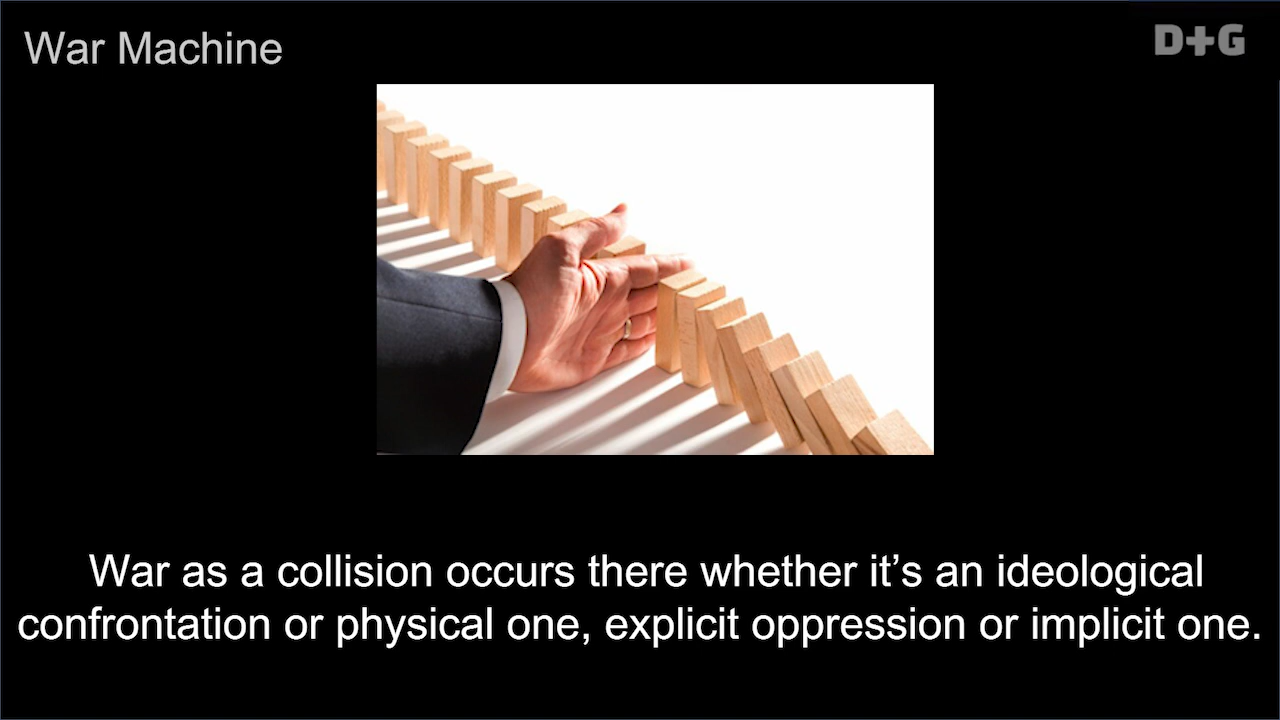 War Machine
D+G
War as a collision occurs there whether it’s an ideological
confrontation or physical one, explicit oppression or implicit one.